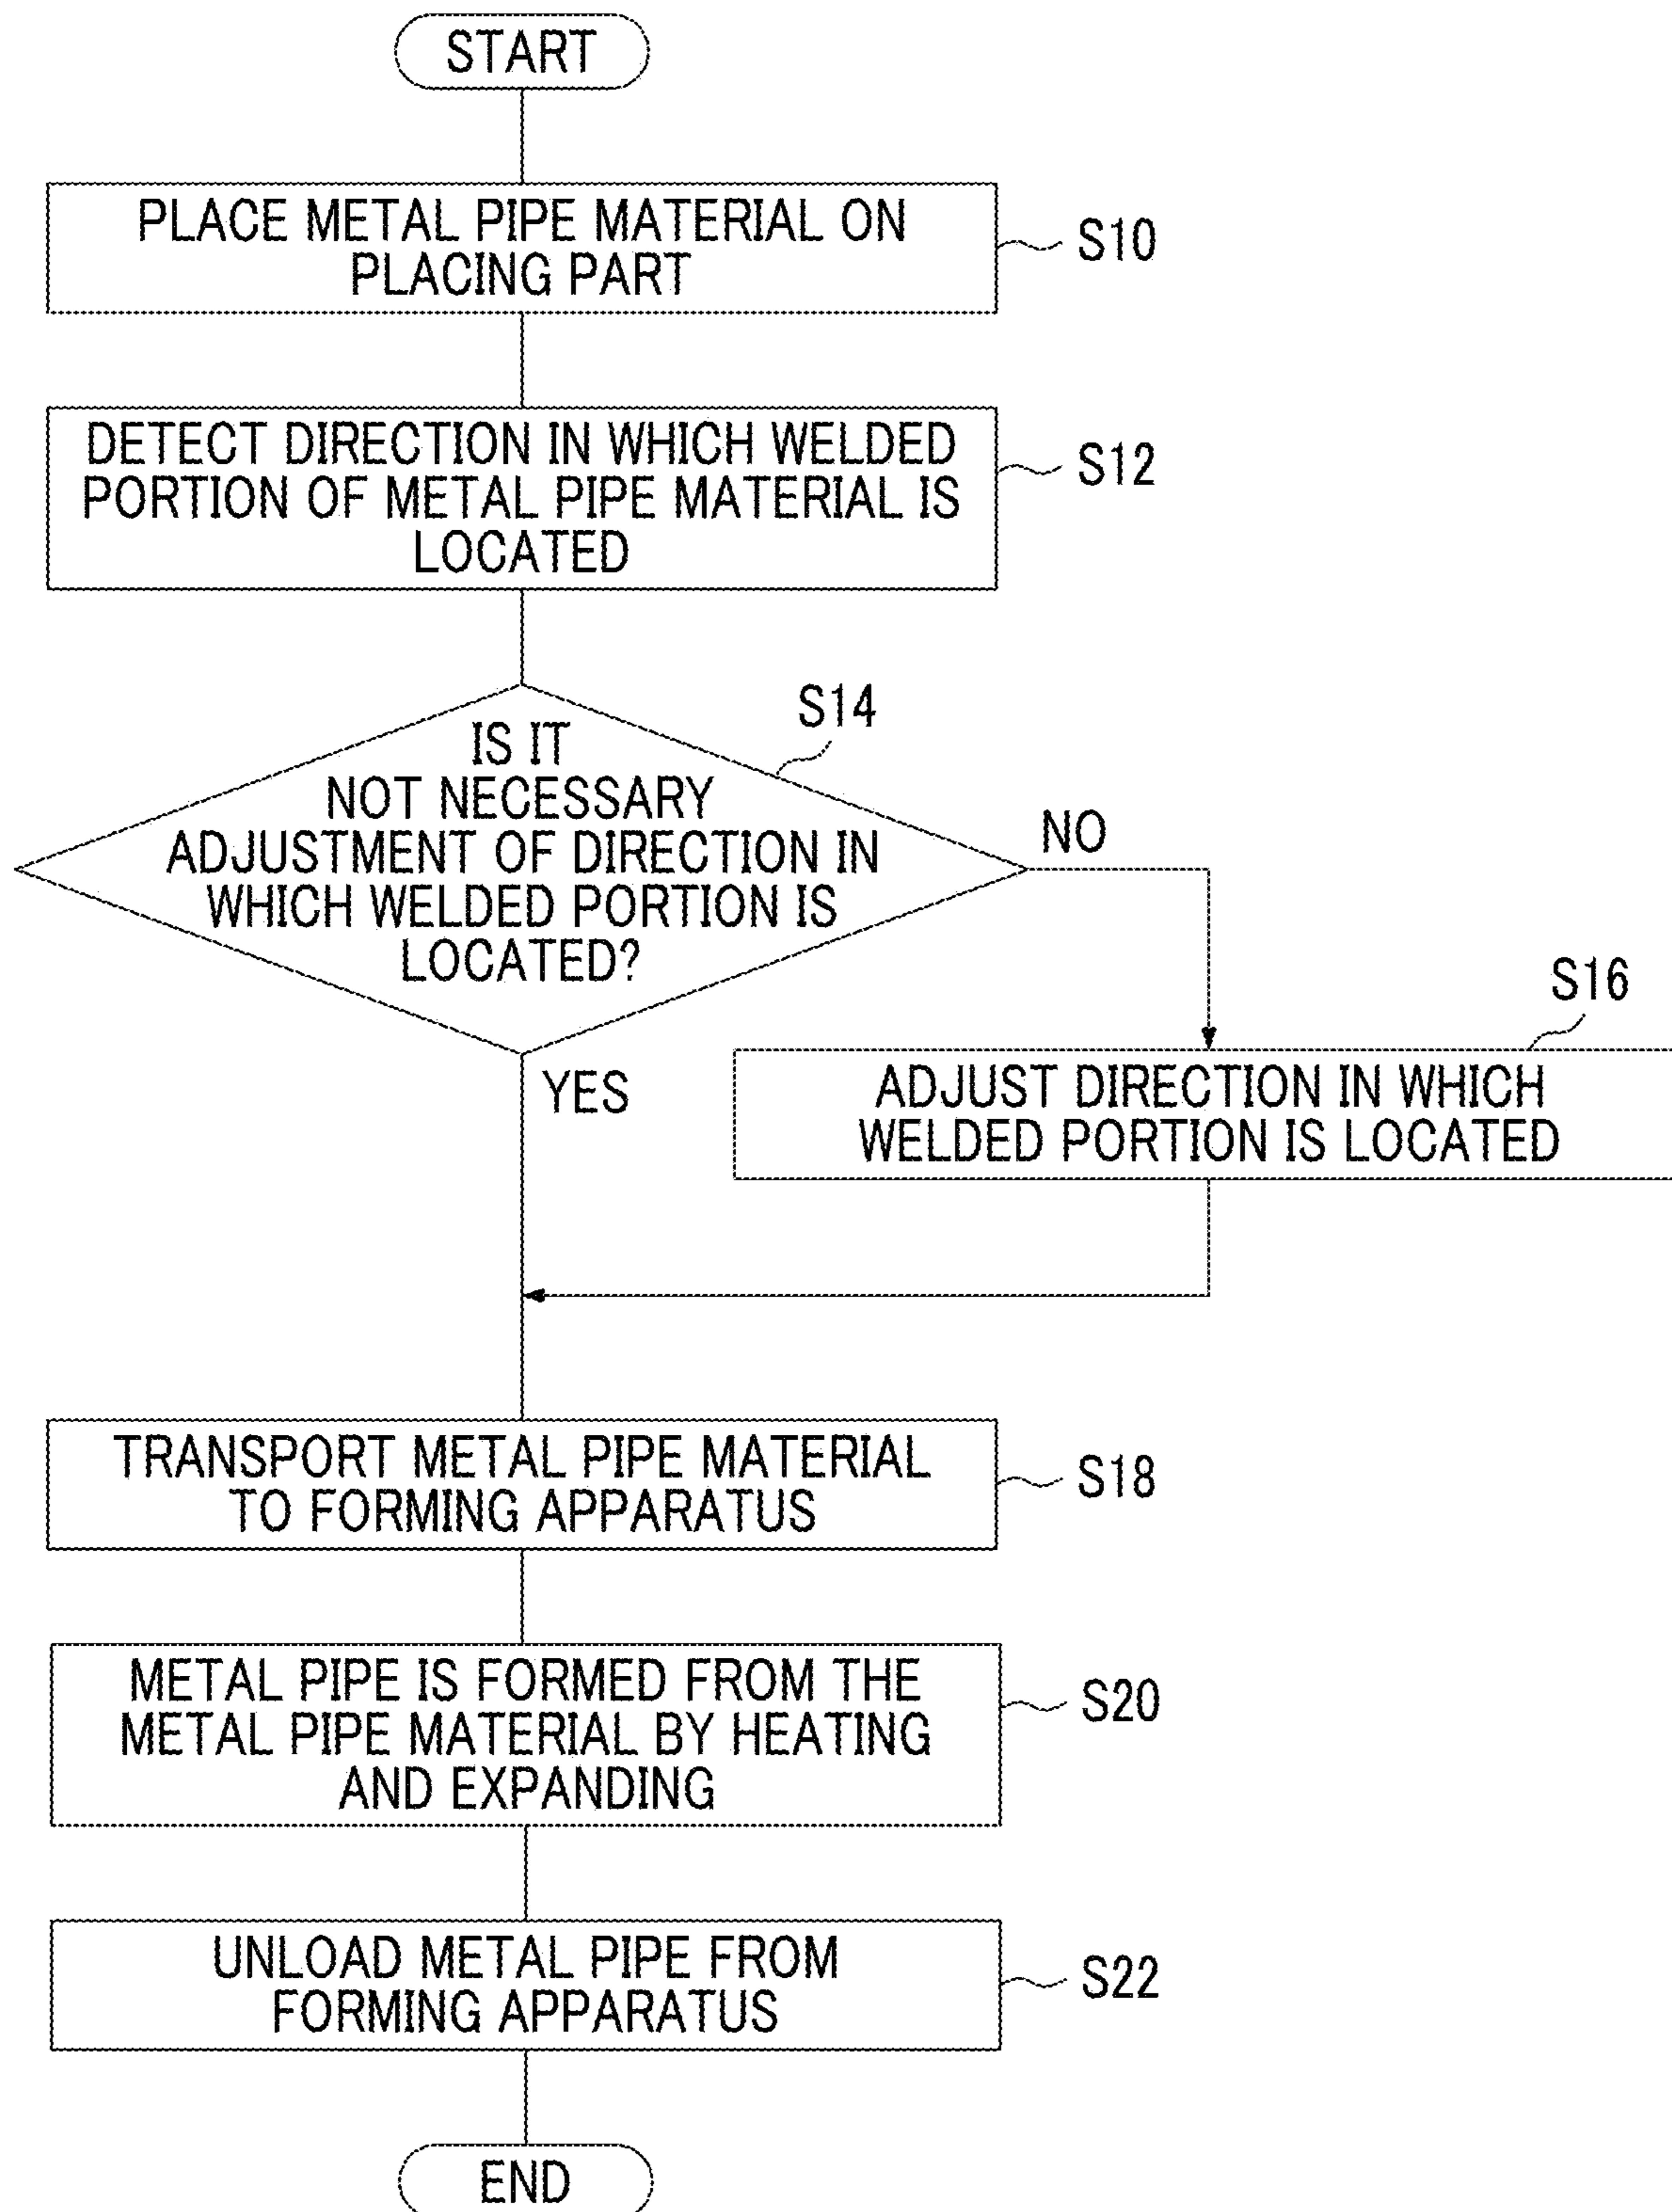 START
PLACE METAL PIPE MATERIAL ON
PLACING PART
S10
DETECT DIRECTION IN WHICH WELDED
PORTION OF METAL PIPE MATERIAL IS
LOCATED
S12
S14
IS IT
NOT NECESSARY
ADJUSTMENT OF DIRECTION IN
WHICH WELDED PORTION IS
LOCATED?
NO
YES
S16
ADJUST DIRECTION IN WHICH
WELDED PORTION IS LOCATED
TRANSPORT METAL PIPE MATERIAL
TO FORMING APPARATUS
S18
METAL PIPE IS FORMED FROM THE
METAL PIPE MATERIAL BY HEATING
AND EXPANDING
S20
UNLOAD METAL PIPE FROM
FORMING APPARATUS
S22
END